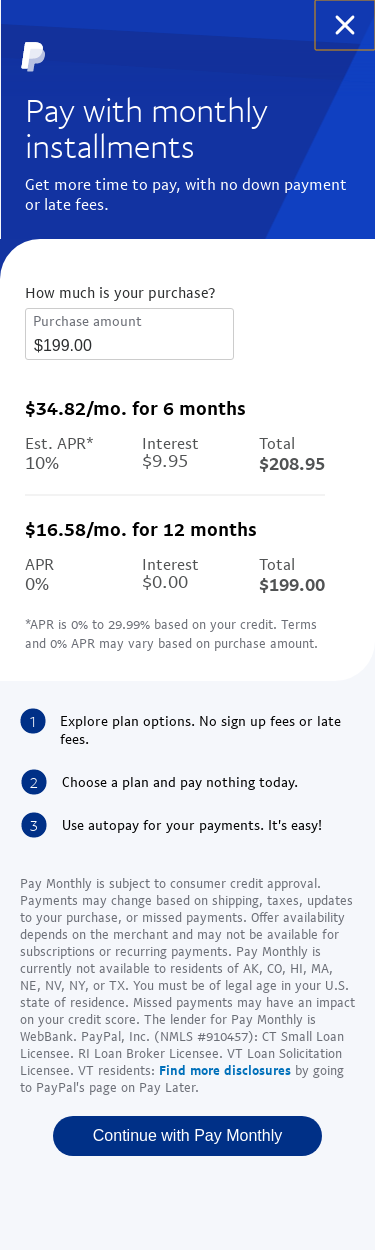 Pay with monthly
installments
Get more time to pay, with no down payment
or late fees.
How much is your purchase?
Purchase amount
$199.00
$34.82/mo. for 6 months
Est. APR* Interest Total
10% $9.95 $208.95
$16.58/mo. for 12 months
APR Interest Total
0% $0.00 $199.00
*APR is 0% to 29.99% based on your credit. Terms
and 0% APR may vary based on purchase amount.
1 Explore plan options. No sign up fees or late
fees.
2 Choose a plan and pay nothing today.
3 Use autopay for your payments. It's easy!
Pay Monthly is subject to consumer credit approval.
Payments may change based on shipping, taxes, updates
to your purchase, or missed payments. Offer availability
depends on the merchant and may not be available for
subscriptions or recurring payments. Pay Monthly is
currently not available to residents of AK, CO, HI, MA,
NE, NV, NY, or TX. You must be of legal age in your U.S.
state of residence. Missed payments may have an impact
on your credit score. The lender for Pay Monthly is
WebBank. PayPal, Inc. (NMLS #910457): CT Small Loan
Licensee. RI Loan Broker Licensee. VT Loan Solicitation
Licensee. VT residents: Find more disclosures by going
to PayPal's page on Pay Later.
Continue with Pay Monthly